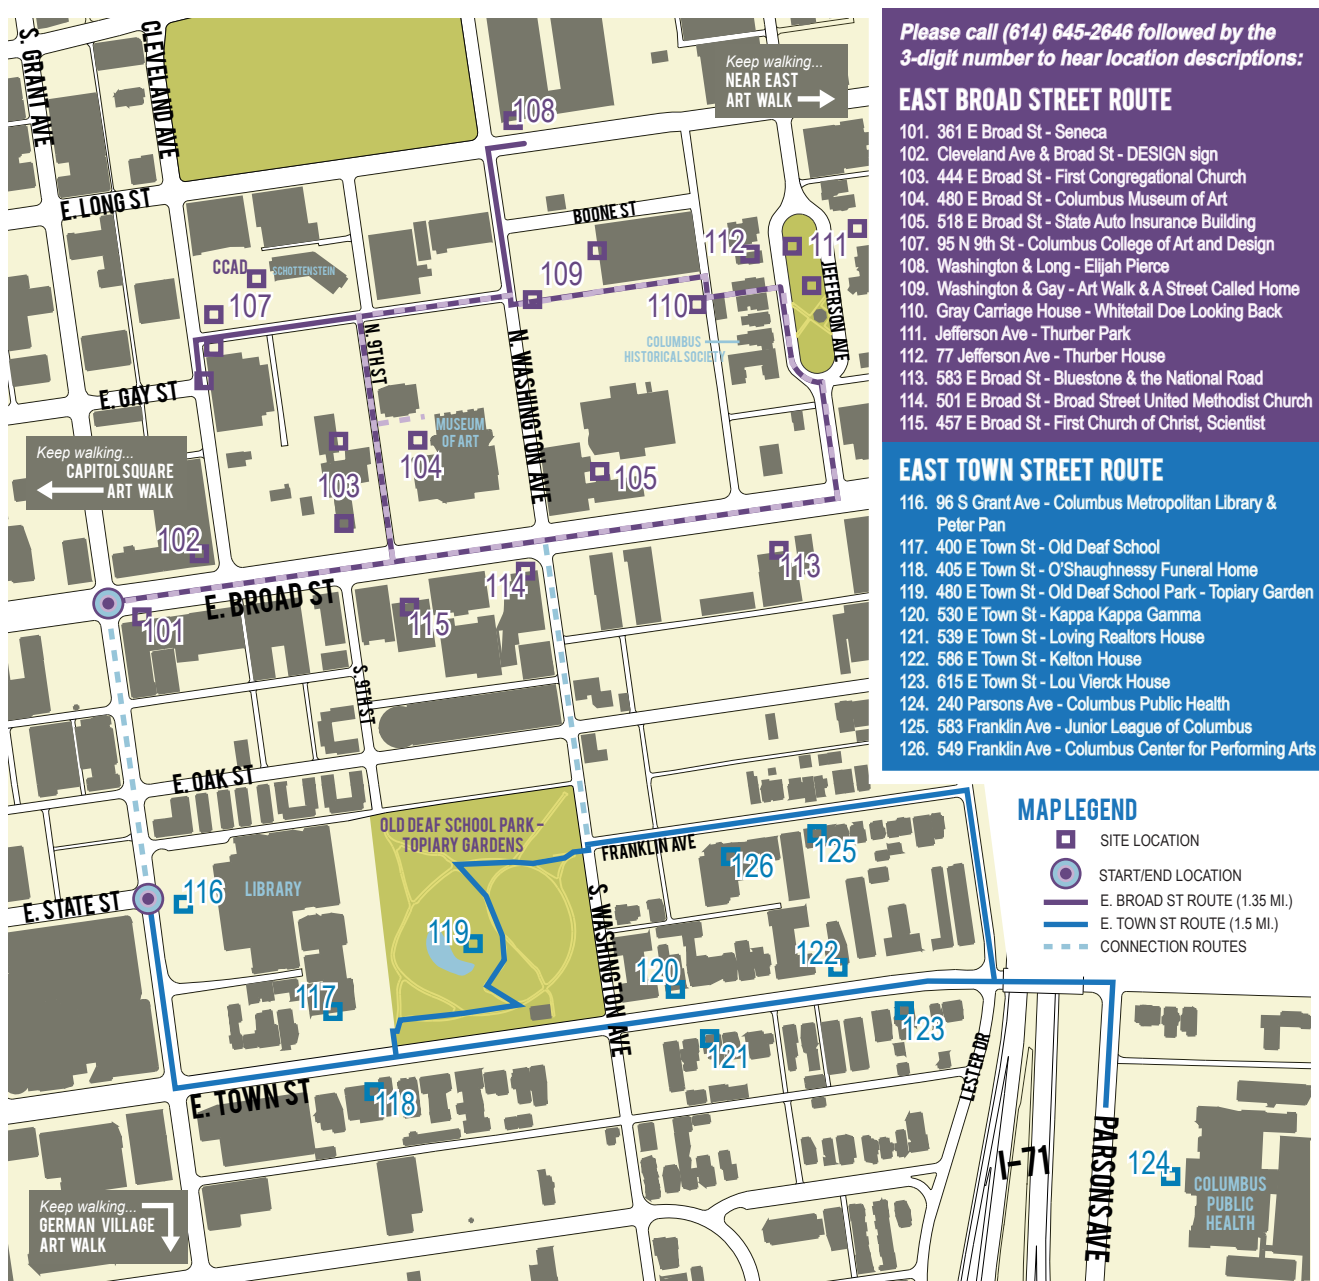 Please call (614) 645-2646 followed by the
3-digit number to hear location descriptions:
EAST BROAD STREET ROUTE
101. 361 E Broad St - Seneca
102. Cleveland Ave & Broad St - DESIGN sign
103. 444 E Broad St - First Congregational Church
104. 480 E Broad St - Columbus Museum of Art
105. 518 E Broad St - State Auto Insurance Building
107. 95 N 9th St - Columbus College of Art and Design
108. Washington & Long - Elijah Pierce
109. Washington & Gay - Art Walk & A Street Called Home
110. Gray Carriage House - Whitetail Doe Looking Back
111. Jefferson Ave - Thurber Park
112. 77 Jefferson Ave - Thurber House
113. 583 E Broad St - Bluestone & the National Road
114. 501 E Broad St - Broad Street United Methodist Church
115. 457 E Broad St - First Church of Christ, Scientist
EAST TOWN STREET ROUTE
116. 96 S Grant Ave - Columbus Metropolitan Library &
Peter Pan
117. 400 E Town St - Old Deaf School
118. 405 E Town St - O'Shaughnessy Funeral Home
119. 480 E Town St - Old Deaf School Park - Topiary Garden
120. 530 E Town St - Kappa Kappa Gamma
121. 539 E Town St - Loving Realtors House
122. 586 E Town St - Kelton House
123. 615 E Town St - Lou Vierck House
124. 240 Parsons Ave - Columbus Public Health
125. 583 Franklin Ave - Junior League of Columbus
126. 549 Franklin Ave - Columbus Center for Performing Arts
MAP LEGEND
SITE LOCATION
START/END LOCATION
E. BROAD ST ROUTE (1.35 MI.)
E. TOWN ST ROUTE (1.5 MI.)
CONNECTION ROUTES
S. GRANT AVE
CLEVELAND AVE
Keep walking...
NEAR EAST
ART WALK
108
E. LONG ST
BOONE ST
112
111
JEFFERSON AVE
CCAD
SCHOTTENSTEIN
107
109
110
N. 9TH ST
N. WASHINGTON AVE
COLUMBUS
HISTORICAL SOCIETY
E. GAY ST
MUSEUM
OF ART
Keep walking...
CAPITOL SQUARE
ART WALK
103
104
105
102
113
114
E. BROAD ST
101
115
S. 9TH ST
E. OAK ST
OLD DEAF SCHOOL PARK -
TOPIARY GARDENS
FRANKLIN AVE
125
126
LIBRARY
116
E. STATE ST
S. WASHINGTON AVE
119
122
120
117
123
121
LESTER DR
E. TOWN ST
118
I-71
PARSONS AVE
124
COLUMBUS
PUBLIC
HEALTH
Keep walking...
GERMAN VILLAGE
ART WALK